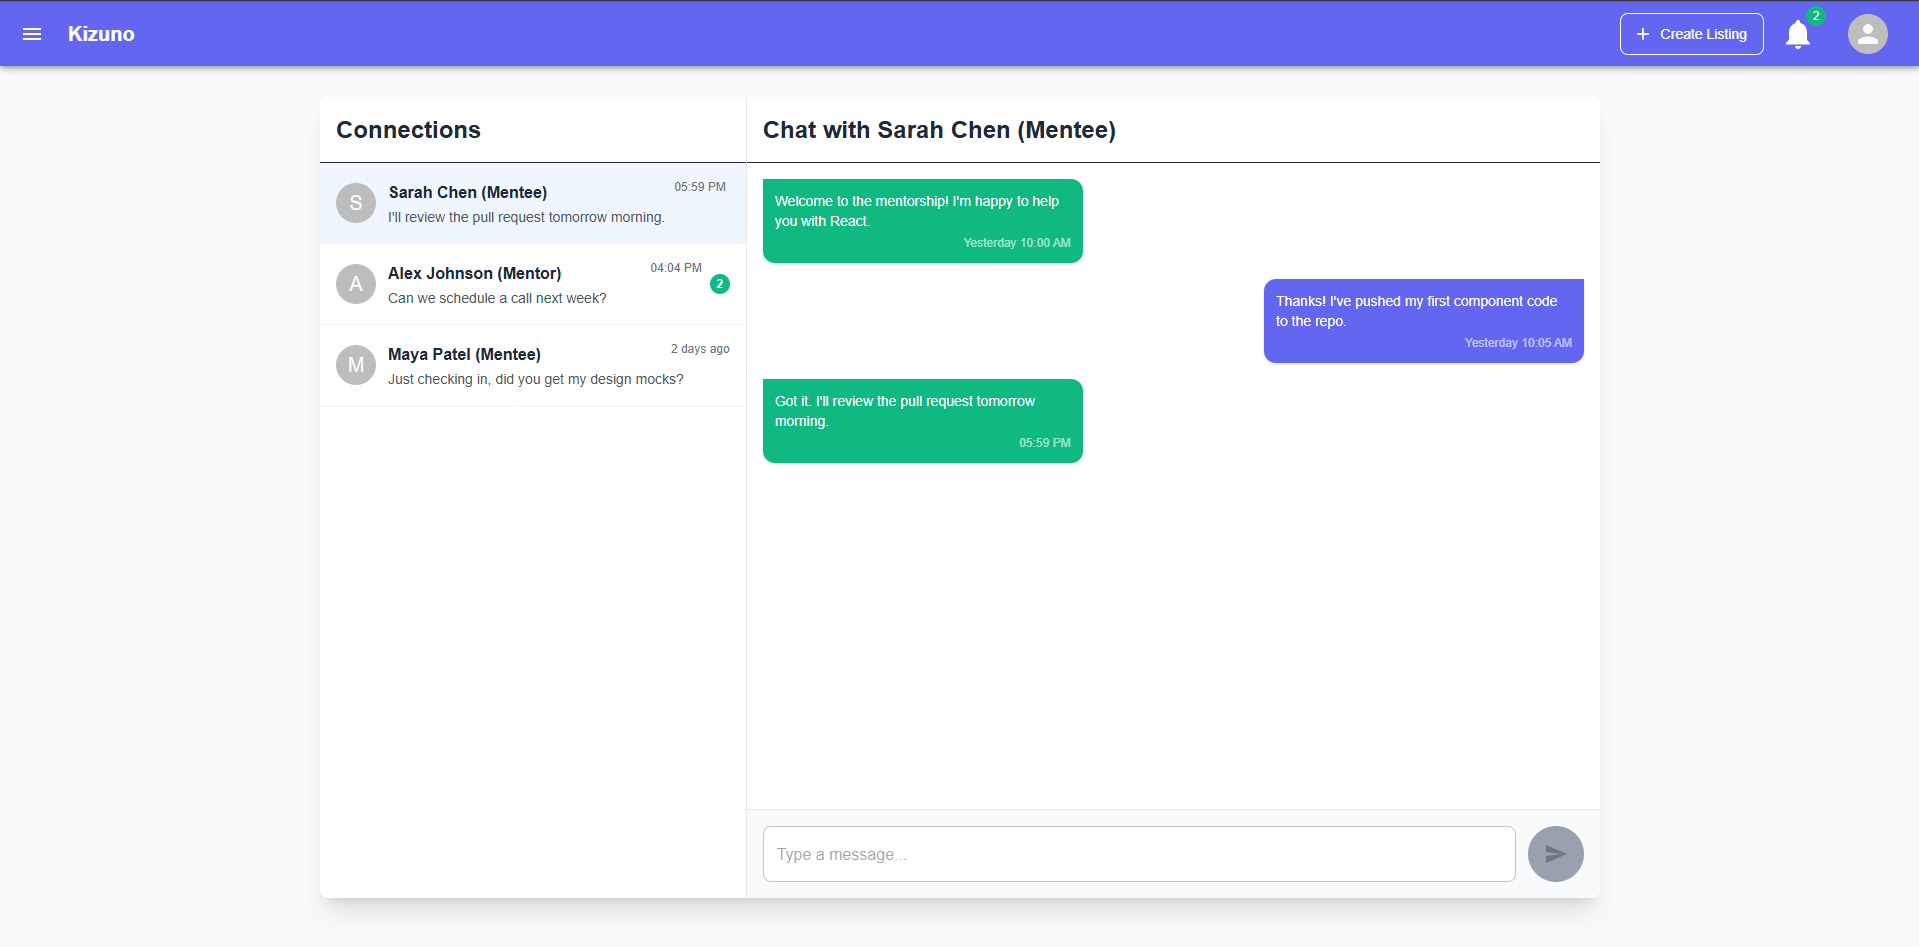 Kizuno
Create Listing
2
Connections
S
Sarah Chen (Mentee)
05:59 PM
I'll review the pull request tomorrow morning.
A
Alex Johnson (Mentor)
04:04 PM
2
Can we schedule a call next week?
M
Maya Patel (Mentee)
2 days ago
Just checking in, did you get my design mocks?
Chat with Sarah Chen (Mentee)
Welcome to the mentorship! I'm happy to help
you with React.
Yesterday 10:00 AM
Thanks! I've pushed my first component code
to the repo.
Yesterday 10:05 AM
Got it. I'll review the pull request tomorrow
morning.
05:59 PM
Type a message...